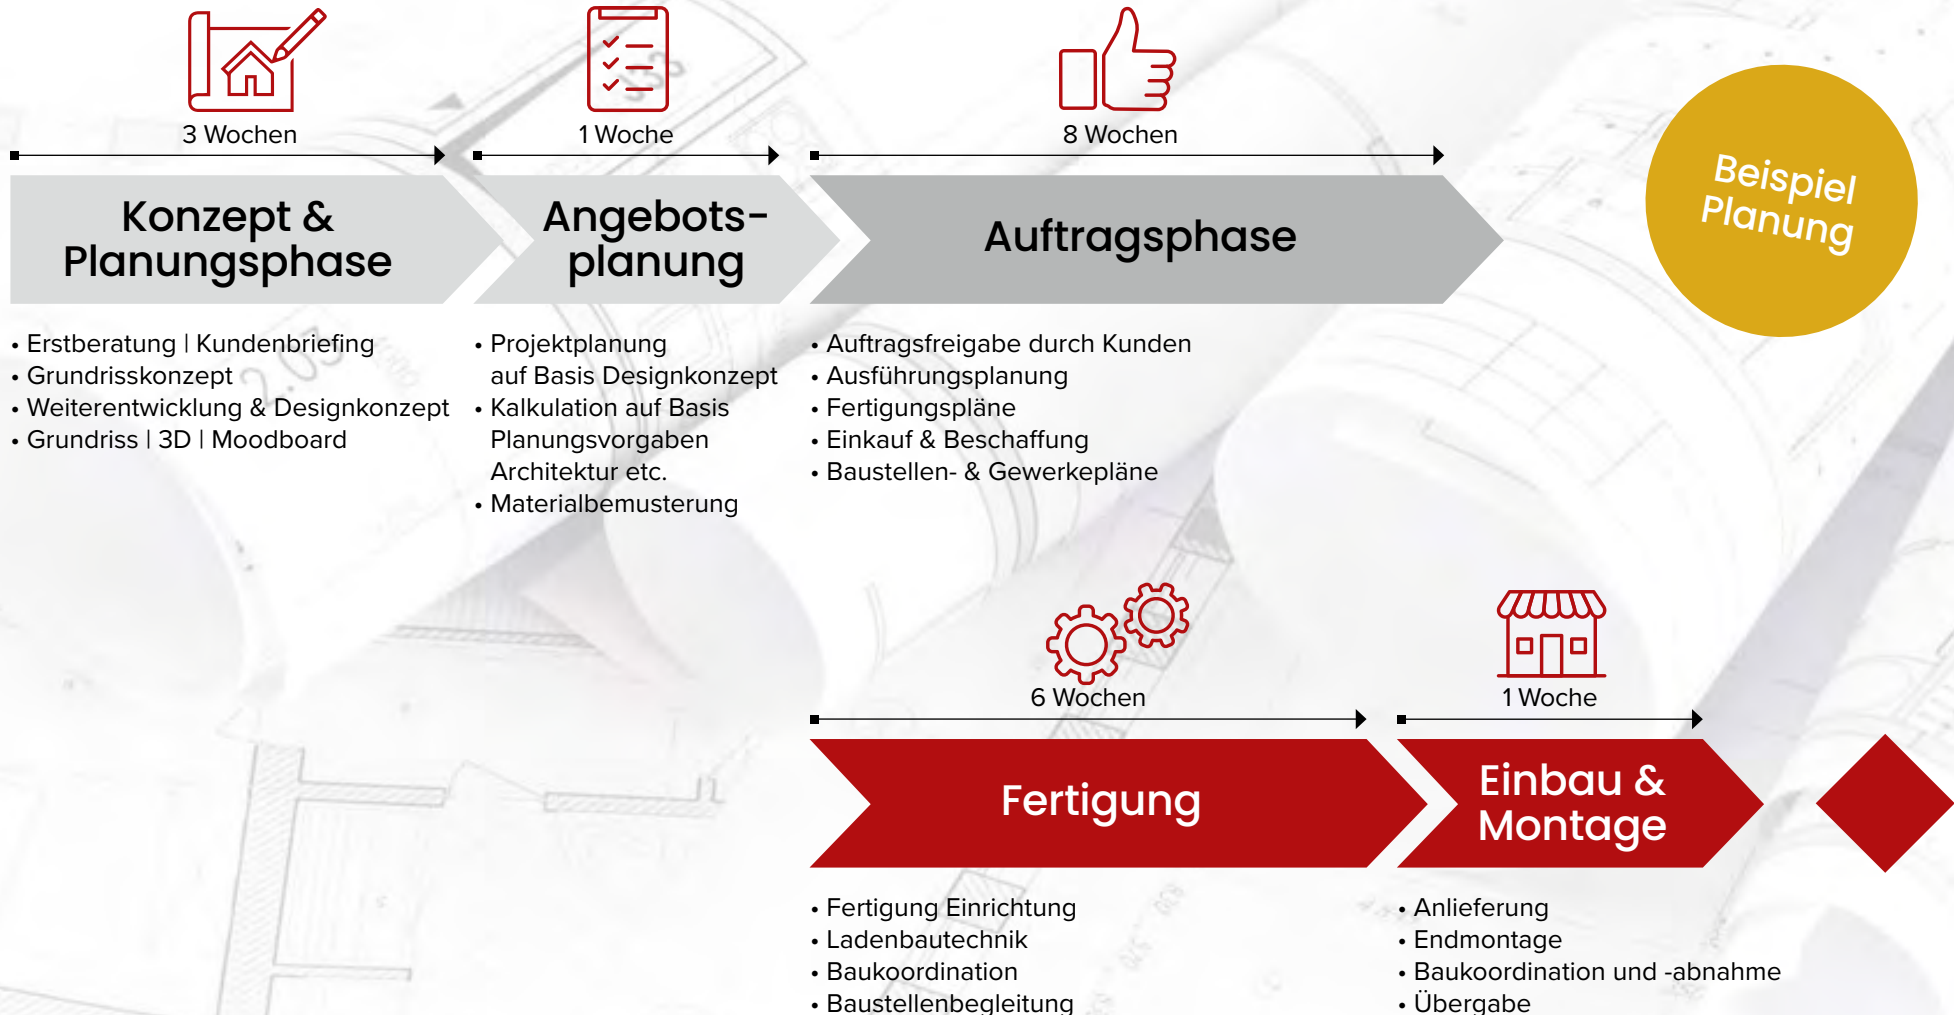 3 Wochen
1 Woche
8 Wochen
Konzept &
Planungsphase
Angebots-
planung
Auftragsphase
Beispiel
Planung
• Erstberatung | Kundenbriefing
• Grundrisskonzept
• Weiterentwicklung & Designkonzept
• Grundriss | 3D | Moodboard
• Projektplanung
auf Basis Designkonzept
• Kalkulation auf Basis
Planungsvorgaben
Architektur etc.
• Materialbemusterung
• Auftragsfreigabe durch Kunden
• Ausführungsplanung
• Fertigungspläne
• Einkauf & Beschaffung
• Baustellen- & Gewerkepläne
2.03
6 Wochen
1 Woche
Fertigung
Einbau &
Montage
• Fertigung Einrichtung
• Ladenbautechnik
• Baukoordination
• Baustellenbegleitung
• Anlieferung
• Endmontage
• Baukoordination und -abnahme
• Übergabe